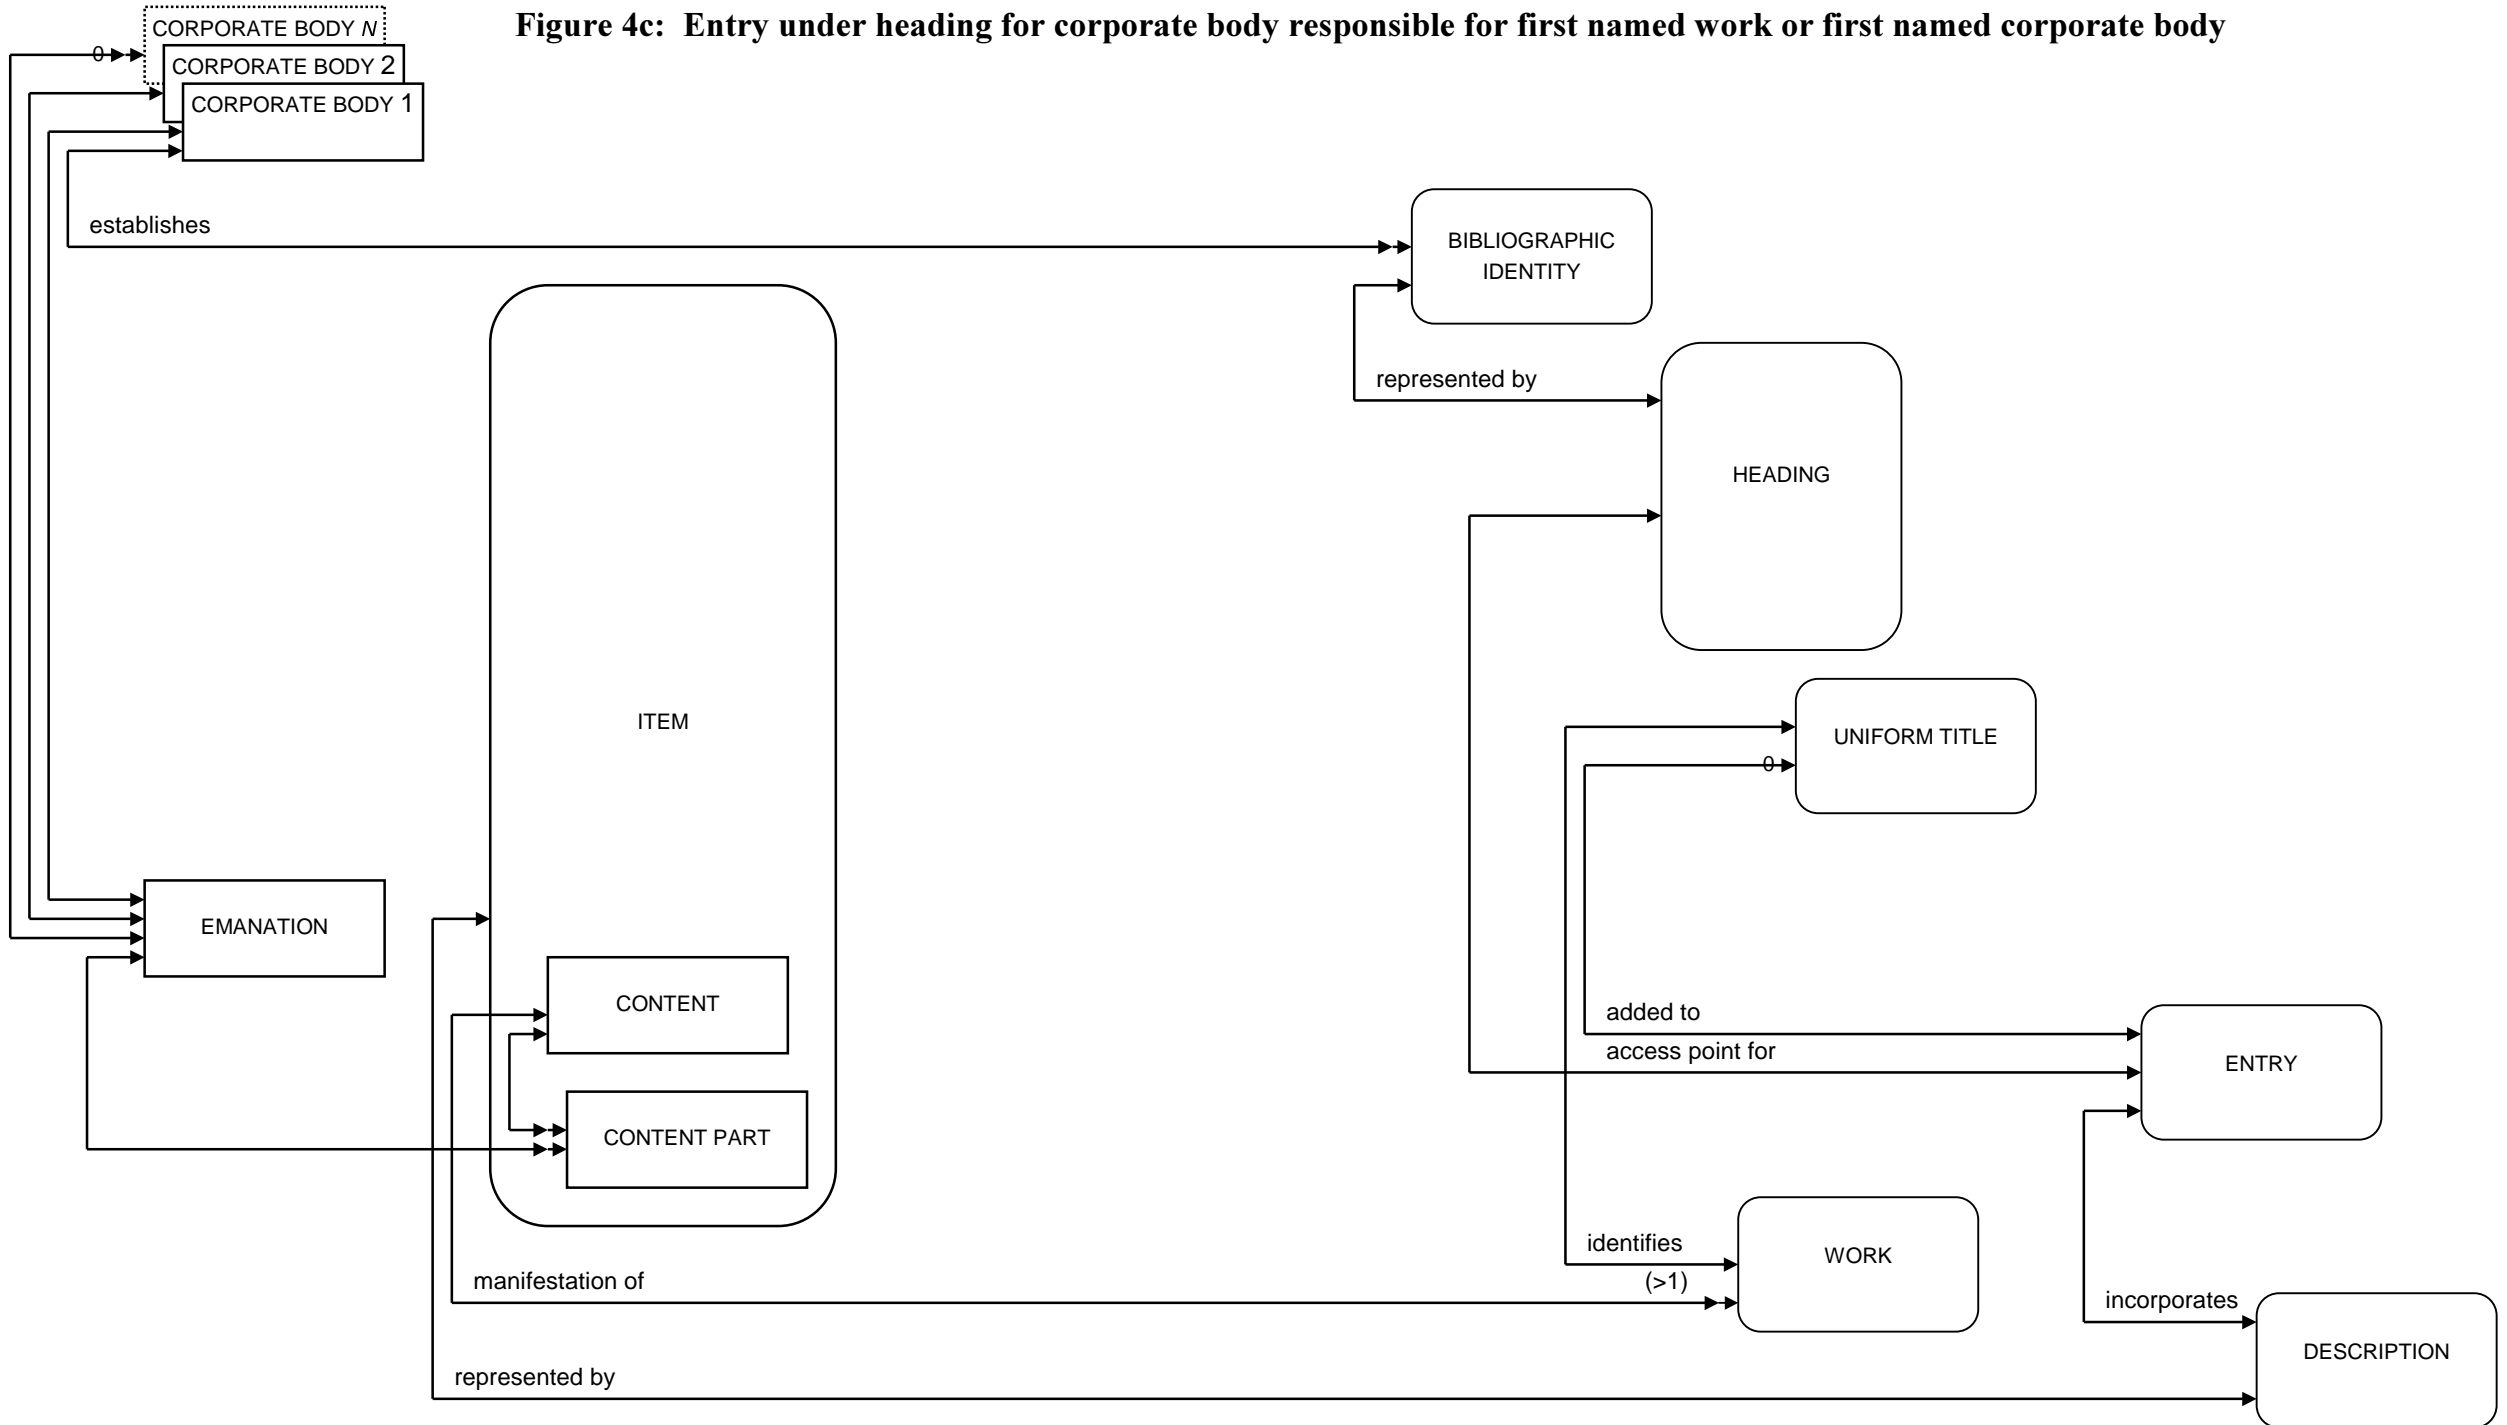 Figure 4c:  Entry under heading for corporate body responsible for first named work or first named corporate body
CORPORATE BODY N
0
CORPORATE BODY 2
CORPORATE BODY 1
establishes
BIBLIOGRAPHIC
IDENTITY
represented by
HEADING
ITEM
UNIFORM TITLE
0
EMANATION
CONTENT
added to
access point for
ENTRY
CONTENT PART
identifies
WORK
manifestation of
(>1)
incorporates
DESCRIPTION
represented by